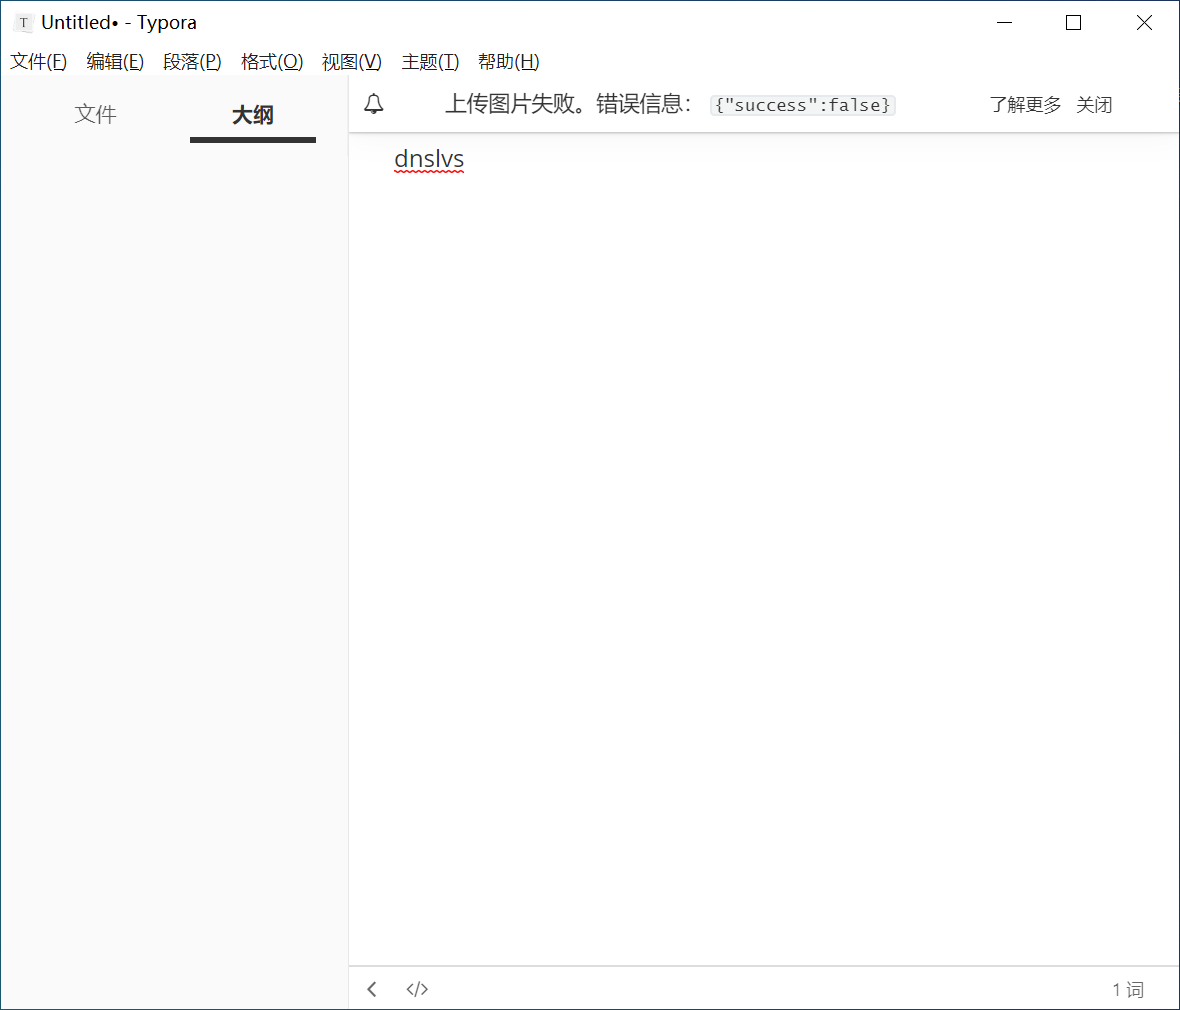 Untitled• - Typora
文件(F) 编辑(E) 段落(P) 格式(O) 视图(V) 主题(T) 帮助(H)
文件 大纲
上传图片失败。错误信息： {"success":false} 了解更多 关闭
dnslvs
</> 1 词